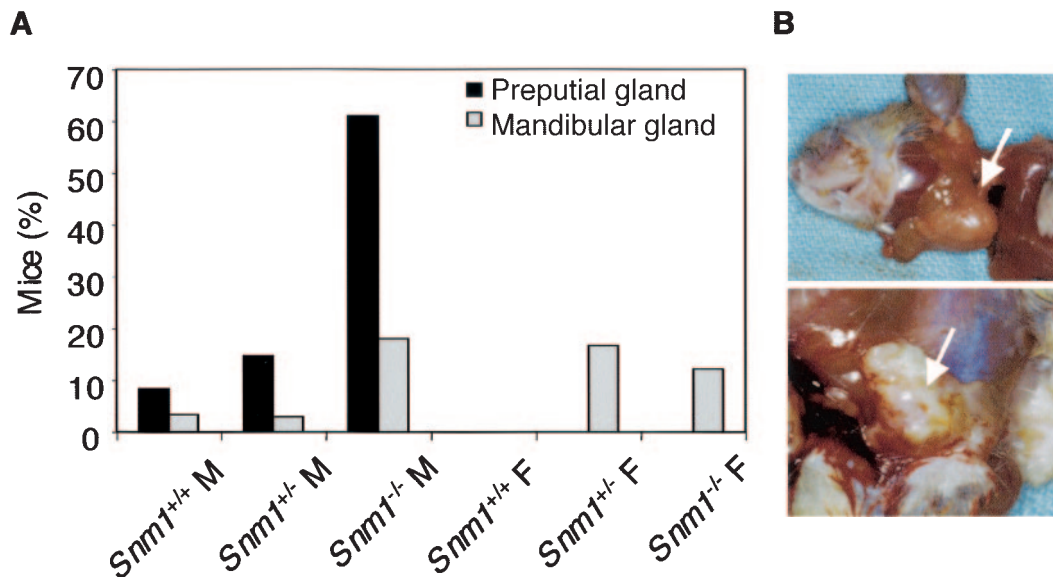 A
B
Mice (%)
70
60
50
40
30
20
10
0
Preputial gland
Mandibular gland
Snm1+/+ M
Snm1+/- M
Snm1-/- M
Snm1+/+ F
Snm1+/- F
Snm1-/- F